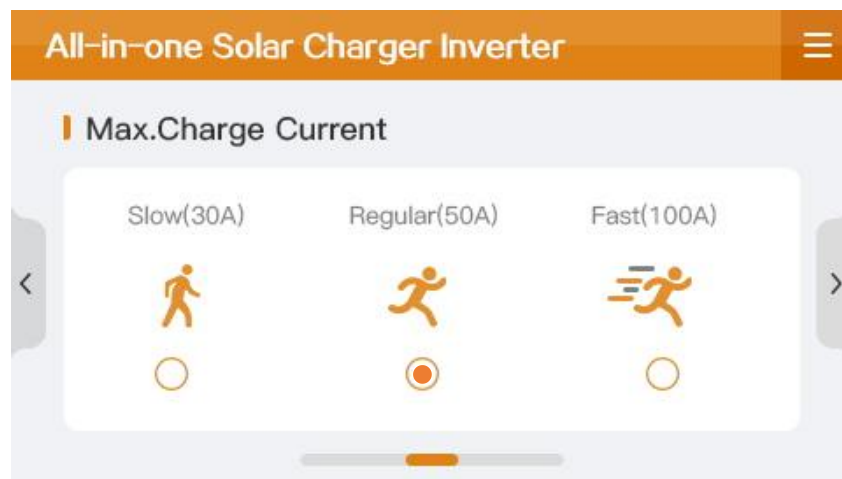 All-in-one Solar Charger Inverter
Max.Charge Current
Slow(30A) Regular(50A) Fast(100A)